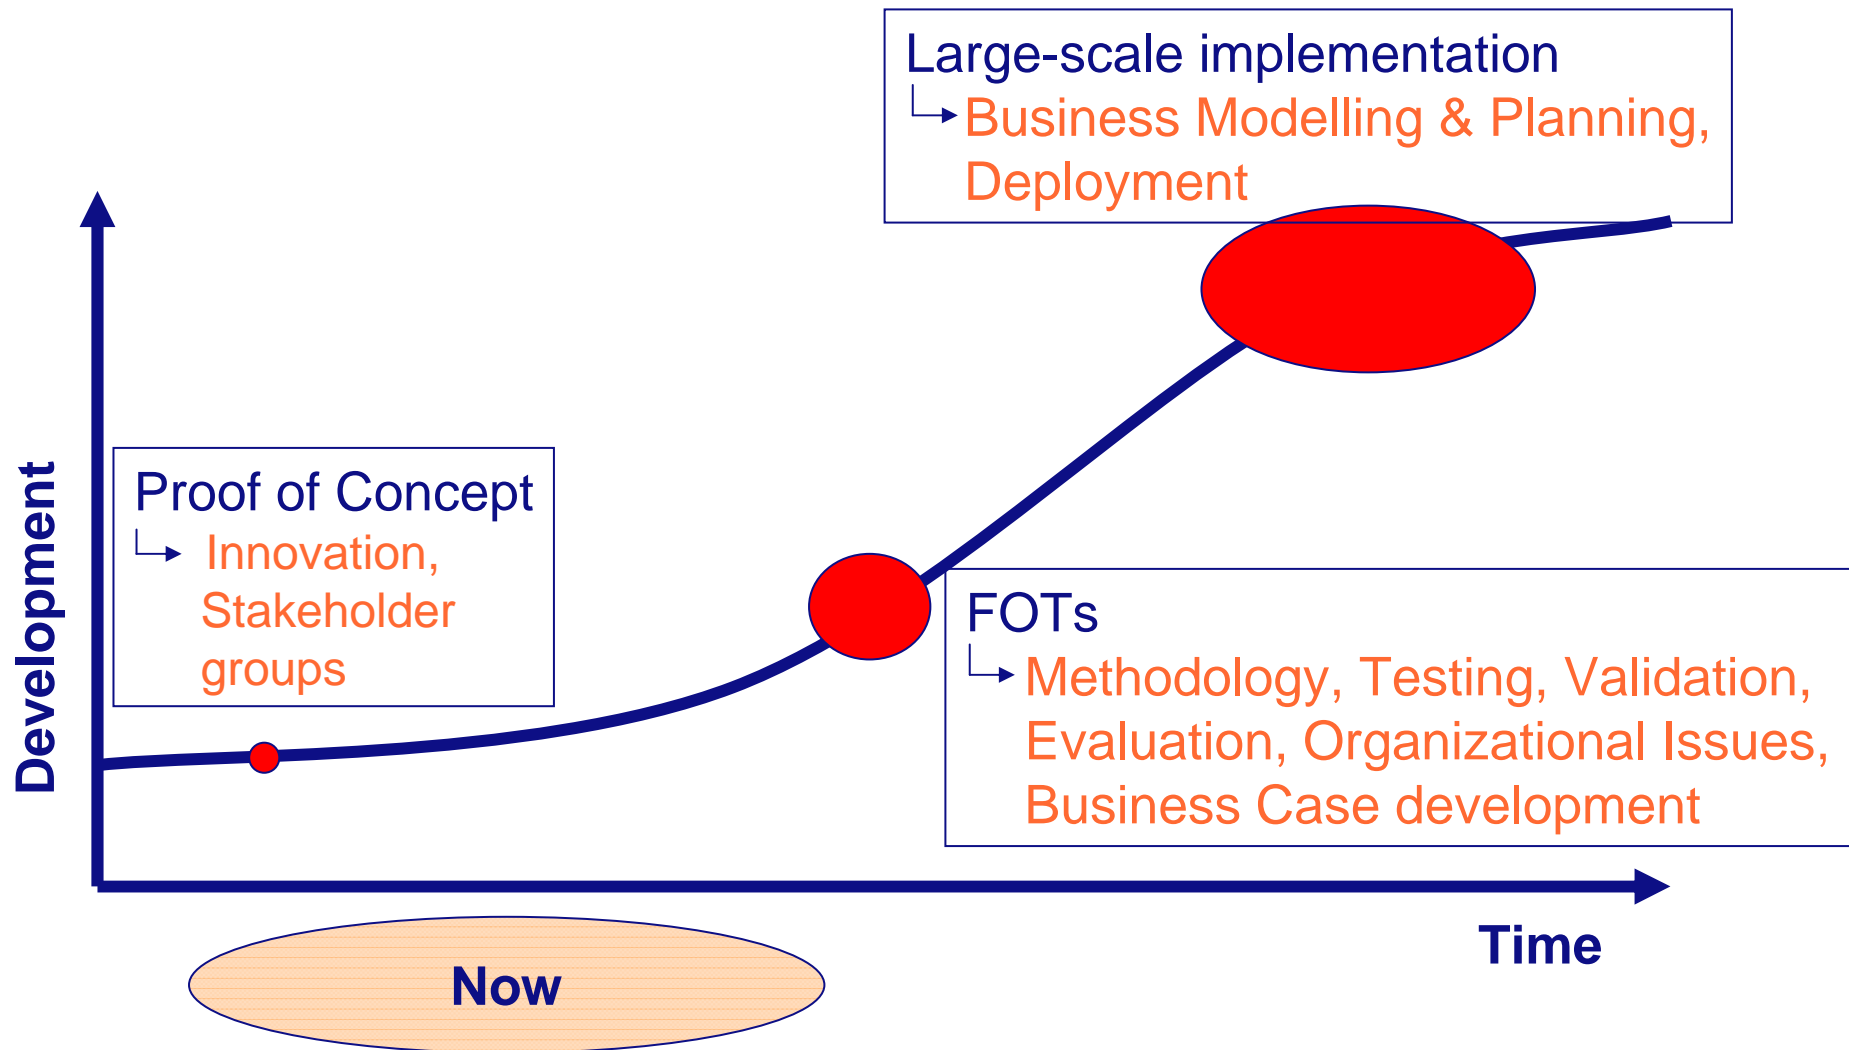 Large-scale implementation
Business Modelling & Planning,
Deployment
Development
Proof of Concept
Innovation,
Stakeholder
groups
FOTs
Methodology, Testing, Validation,
Evaluation, Organizational Issues,
Business Case development
Time
Now